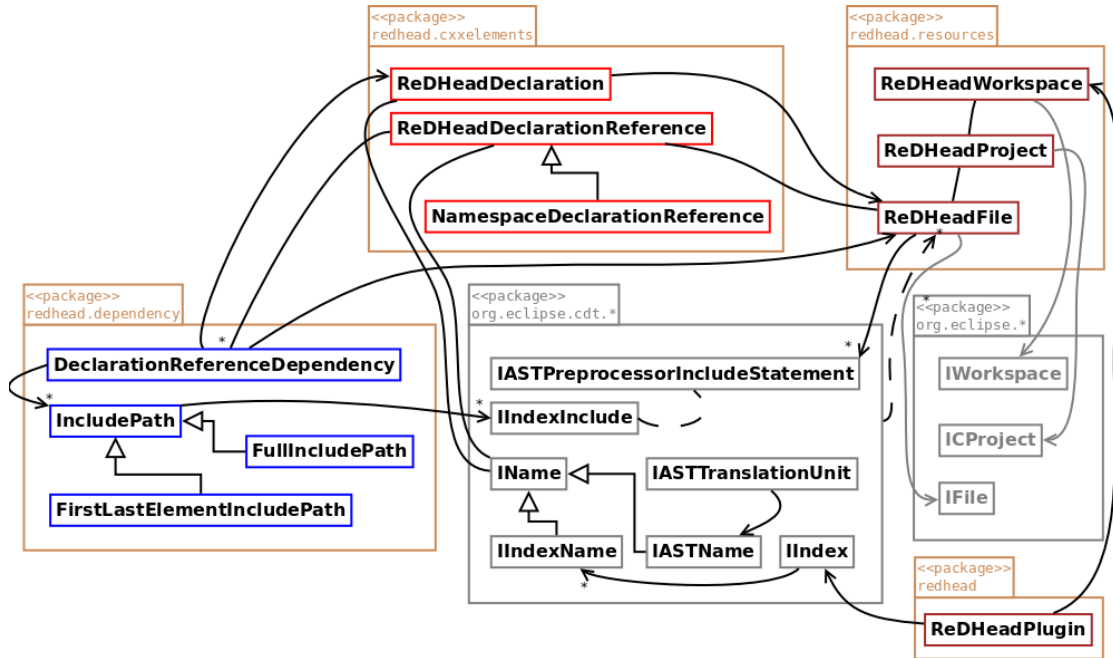 <<package>>
redhead.cxxelements
<<package>>
redhead.resources
ReDHeadDeclaration
ReDHeadWorkspace
ReDHeadDeclarationReference
ReDHeadProject
NamespaceDeclarationReference
ReDHeadFile
*
<<package>>
redhead.dependency
<<package>>
org.eclipse.cdt.*
*
<<package>>
org.eclipse.*
*
*
DeclarationReferenceDependency
IASTPreprocessorIncludeStatement
IWorkspace
*
*
IncludePath
IIndexInclude
FullIncludePath
ICProject
IName
IASTTranslationUnit
FirstLastElementIncludePath
IFile
IIndexName
IASTName
IIndex
*
<<package>>
redhead
ReDHeadPlugin